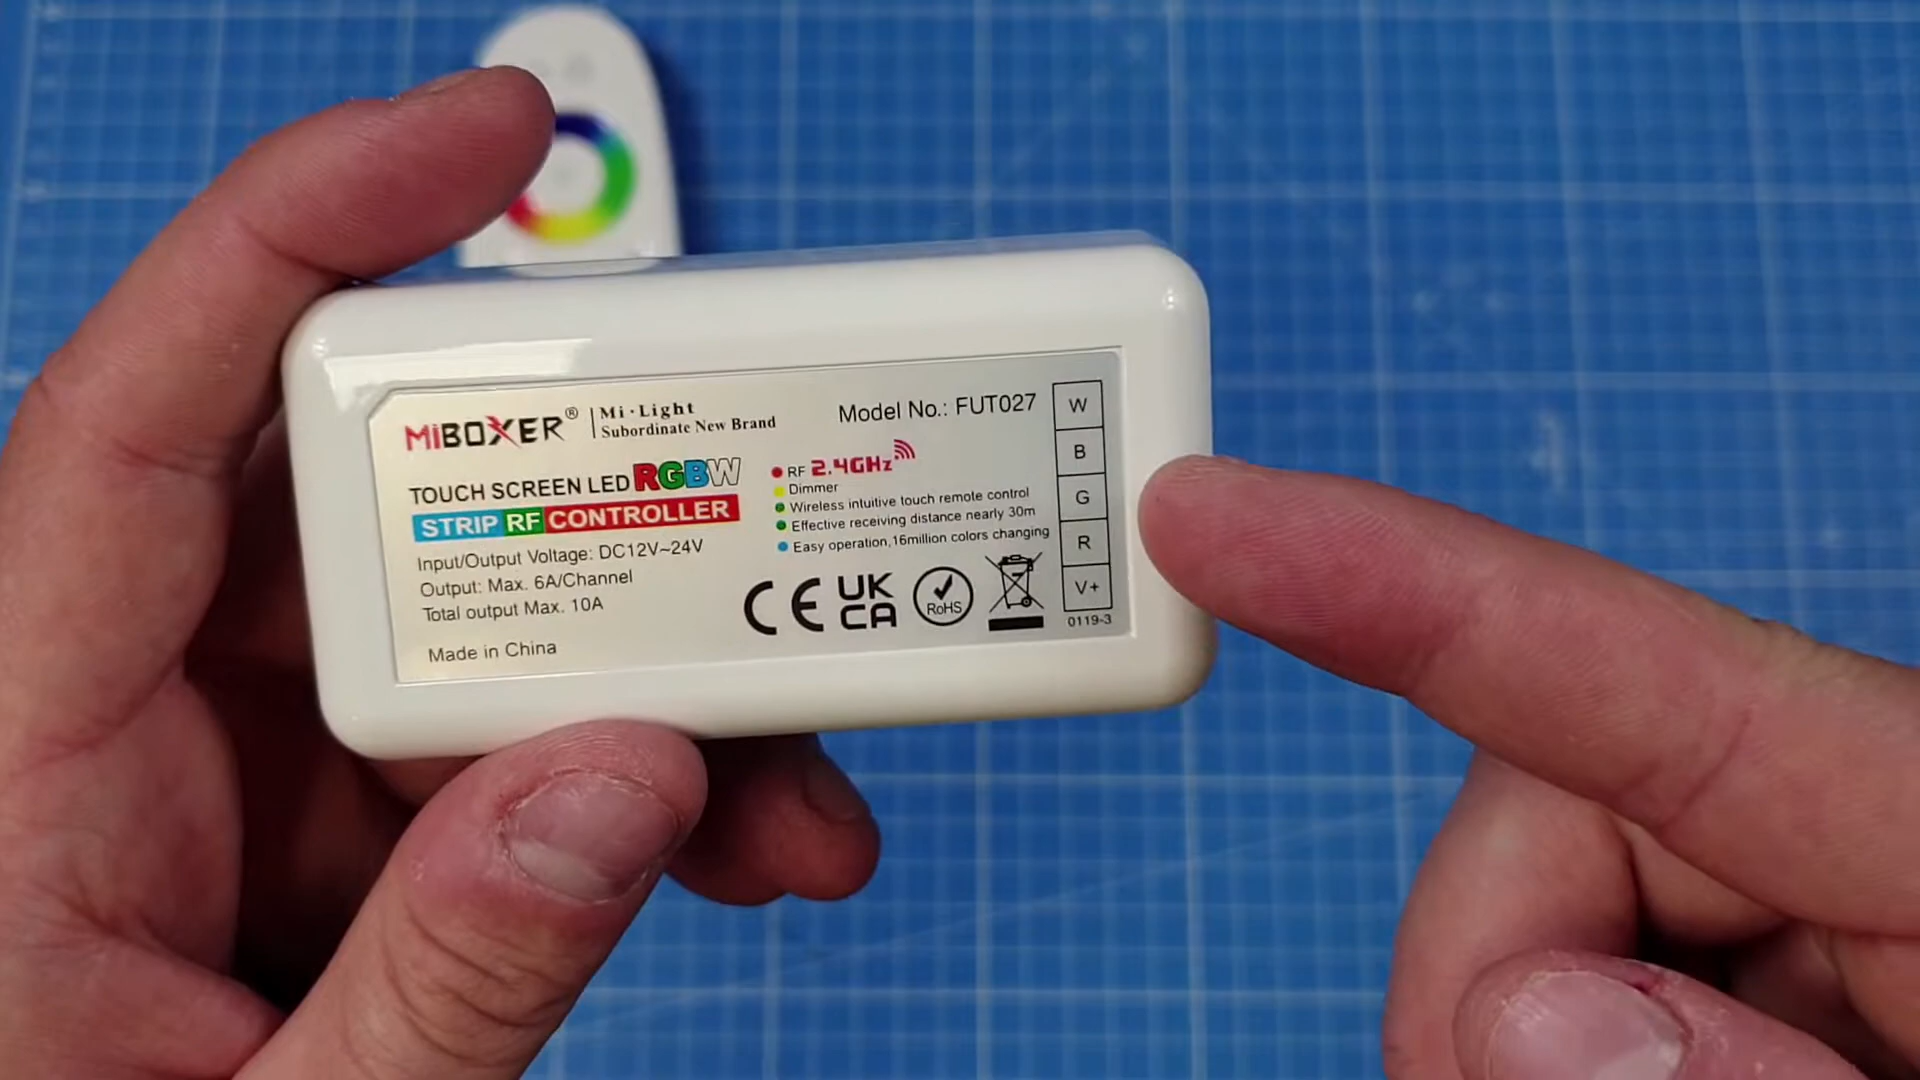 MiBOXER® Mi·Light
Subordinate New Brand
Model No.: FUT027
TOUCH SCREEN LED RGBW
STRIP RF CONTROLLER
Input/Output Voltage: DC12V~24V
Output: Max. 6A/Channel
Total output Max. 10A
Made in China
RF 2.4GHz
Dimmer
Wireless intuitive touch remote control
Effective receiving distance nearly 30m
Easy operation,16million colors changing
CE
UK
CA
RoHS
W
B
G
R
V+
0119-3